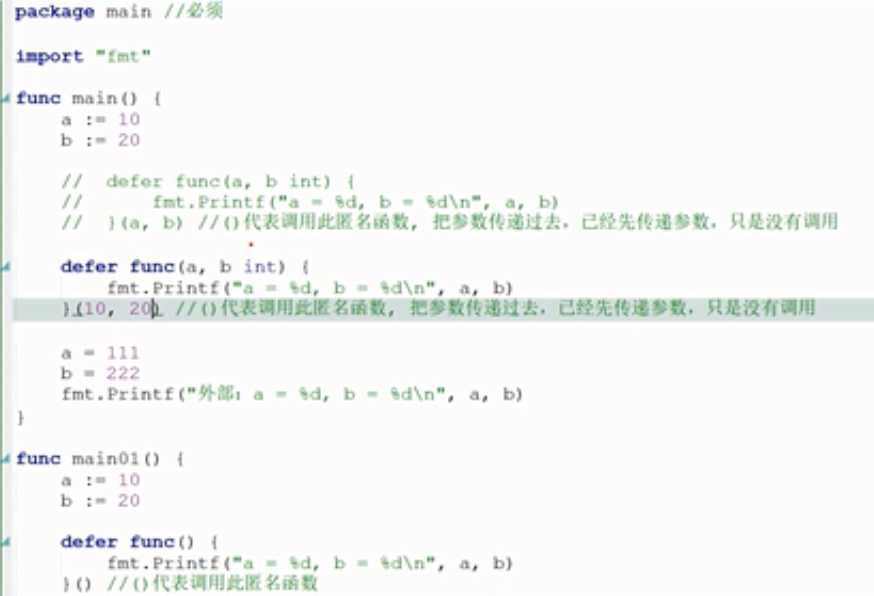 package main //必须
import "fmt"
func main() {
a := 10
b := 20
// defer func(a, b int) {
// fmt.Printf("a = %d, b = %d\n", a, b)
// }(a, b) //()代表调用此匿名函数, 把参数传递过去, 已经先传递参数, 只是没有调用
defer func(a, b int) {
fmt.Printf("a = %d, b = %d\n", a, b)
}(10, 20) //()代表调用此匿名函数, 把参数传递过去, 已经先传递参数, 只是没有调用
a = 111
b = 222
fmt.Printf("外部: a = %d, b = %d\n", a, b)
}
func main01() {
a := 10
b := 20
defer func() {
fmt.Printf("a = %d, b = %d\n", a, b)
}() //()代表调用此匿名函数